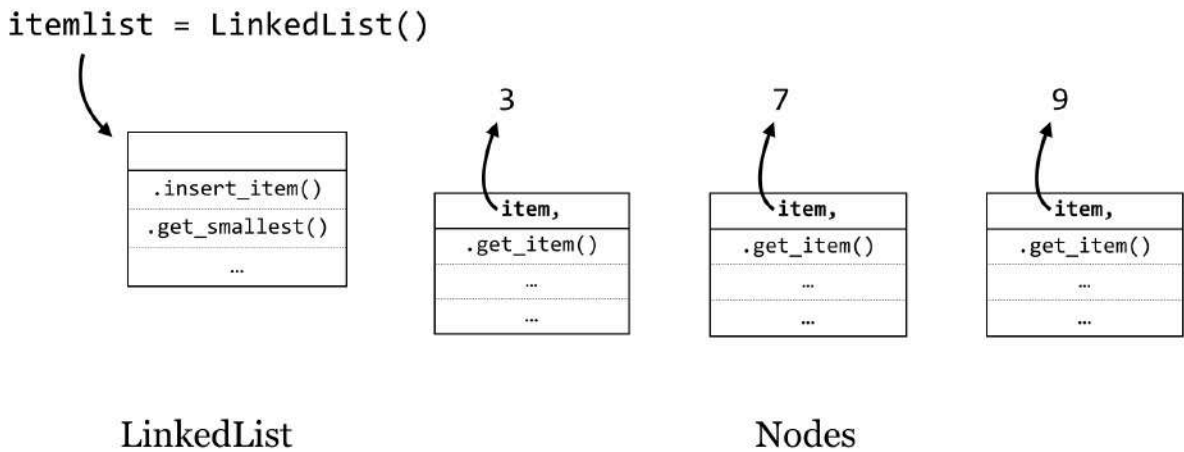 itemlist = LinkedList()
3
7
9
.insert_item()
.get_smallest()
…
item,
.get_item()
…
…
item,
.get_item()
…
…
item,
.get_item()
…
…
LinkedList
Nodes